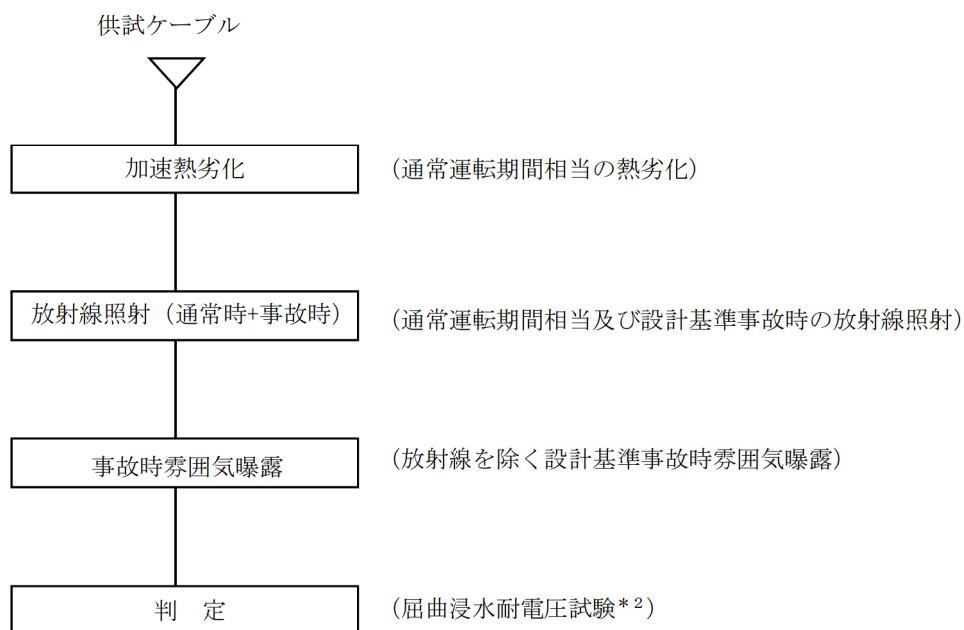 供試ケーブル
加速熱劣化 (通常運転期間相当の熱劣化)
放射線照射(通常時+事故時) (通常運転期間相当及び設計基準事故時の放射線照射)
事故時雰囲気曝露 (放射線を除く設計基準事故時雰囲気曝露)
判 定 (屈曲浸水耐電圧試験*2)